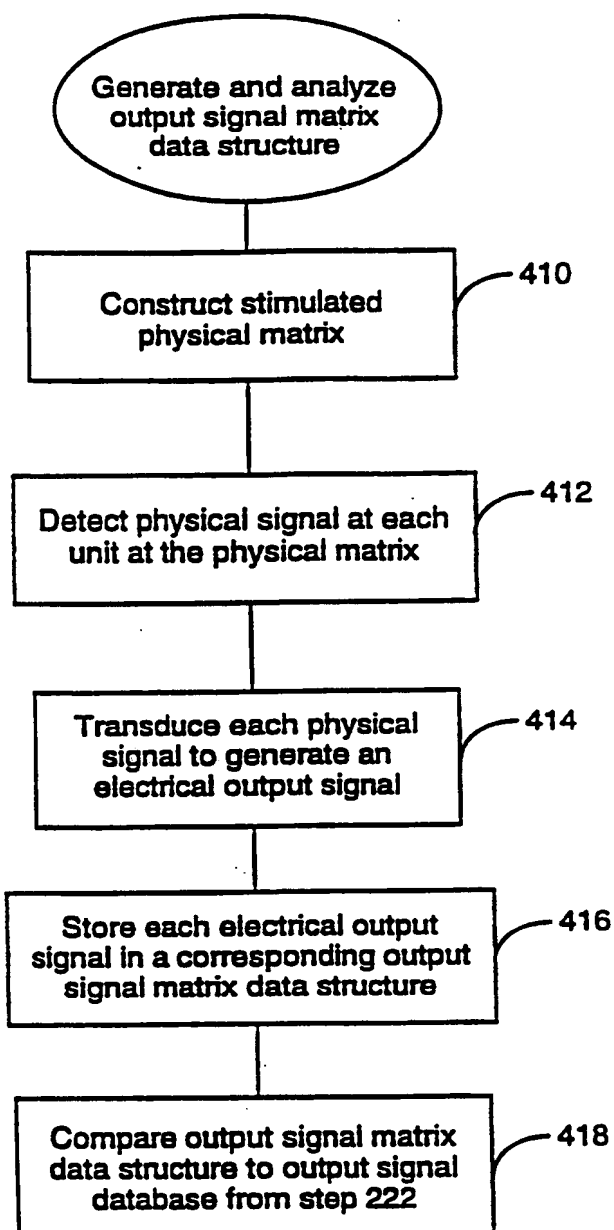 Generate and analyze
output signal matrix
data structure
410
Construct stimulated
physical matrix
412
Detect physical signal at each
unit at the physical matrix
414
Transduce each physical
signal to generate an
electrical output signal
416
Store each electrical output
signal in a corresponding output
signal matrix data structure
418
Compare output signal matrix
data structure to output signal
database from step 222